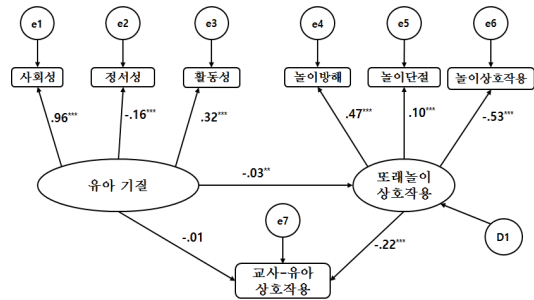 e1
e2
e3
e4
e5
e6
사회성
정서성
활동성
놀이방해
놀이단절
놀이상호작용
.96***
-.16***
.32***
.47***
.10***
-.53***
유아 기질
-.03**
또래놀이
상호작용
e7
-.01
-.22***
D1
교사-유아
상호작용